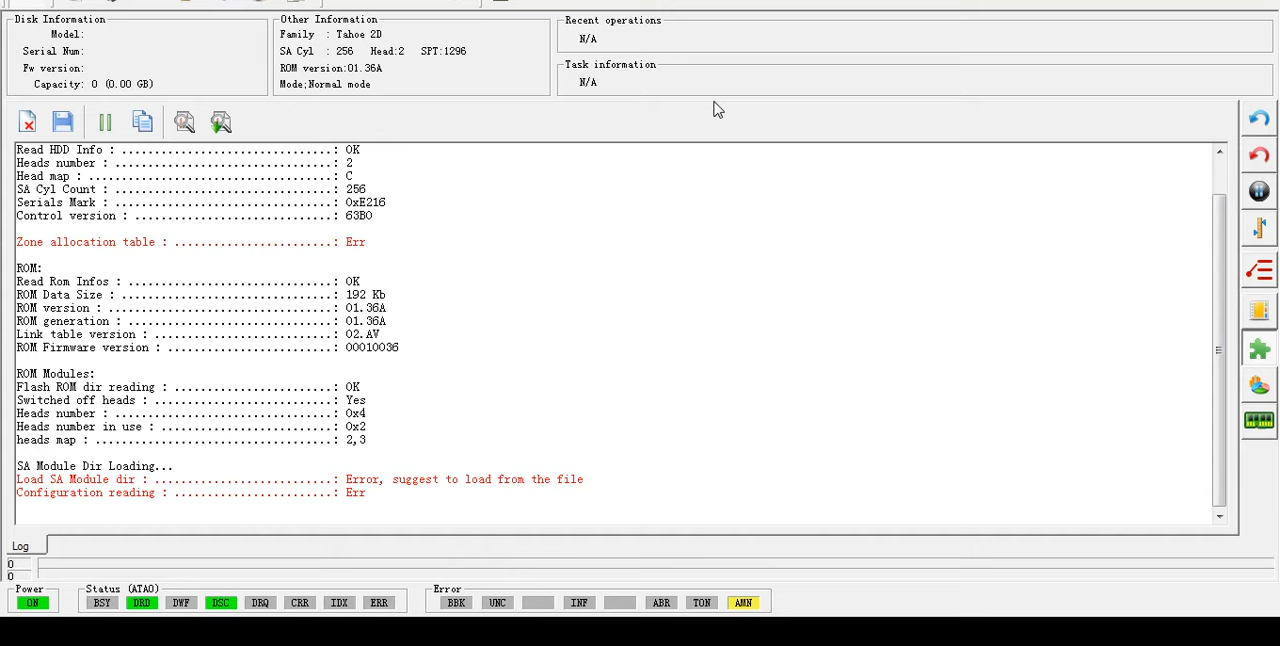 Disk Information
Model:
Serial Num:
Fw version:
Capacity: 0 (0.00 GB)
Other Information
Family : Tahoe 2D
SA Cyl : 256 Head:2 SPT:1296
ROM version:01.36A
Mode;Normal mode
Recent operations
N/A
Task information
N/A
Read HDD Info : .................................: OK
Heads number : .................................: 2
Head map : .....................................: C
SA Cyl Count : .................................: 256
Serials Mark : .................................: 0xE216
Control version : ..............................: 63B0
Zone allocation table : ........................: Err
ROM:
Read Rom Infos : ...............................: OK
ROM Data Size : ................................: 192 Kb
ROM version : ..................................: 01.36A
ROM generation : ...............................: 01.36A
Link table version : ...........................: 02.AV
ROM Firmware version : .........................: 00010036
ROM Modules:
Flash ROM dir reading : ........................: OK
Switched off heads : ...........................: Yes
Heads number : .................................: 0x4
Heads number in use : ..........................: 0x2
heads map : ....................................: 2,3
SA Module Dir Loading...
Load SA Module dir : ...........................: Error, suggest to load from the file
Configuration reading : ........................: Err
Log
0
0
Power
ON
Status (ATA0)
BSY DRD DWF DSC DRQ CRR IDX ERR
Error
BBK UNC INF ABR TON AMN